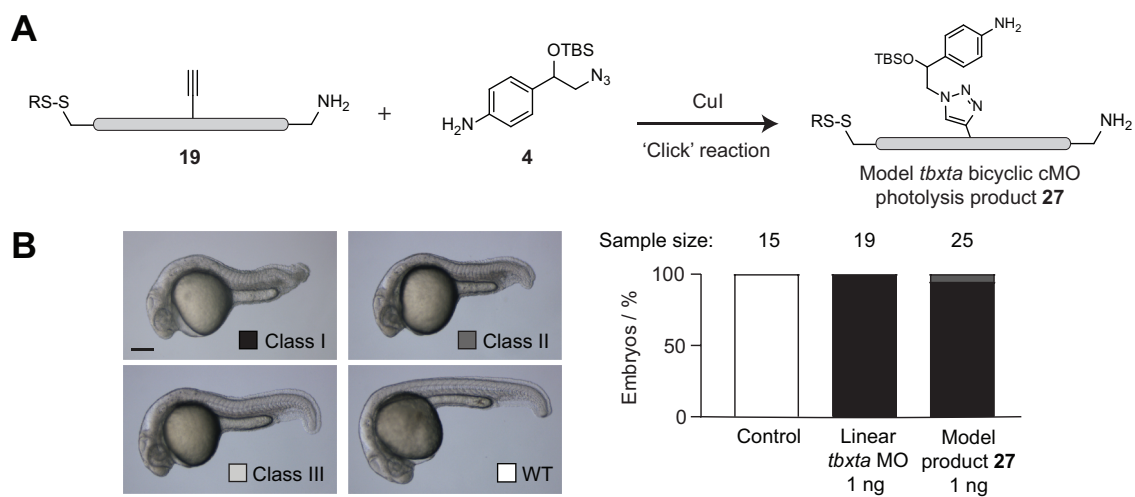 A
RS-S
NH₂
19
+
OTBS
N₃
H₂N
4
CuI
'Click' reaction
NH₂
TBSO
N
N
N
RS-S
NH₂
Model tbxta bicyclic cMO
photolysis product 27
B
Class I
Class II
Class III
WT
Sample size: 15 19 25
Embryos / %
100
50
0
Control
Linear
tbxta MO
1 ng
Model
product 27
1 ng